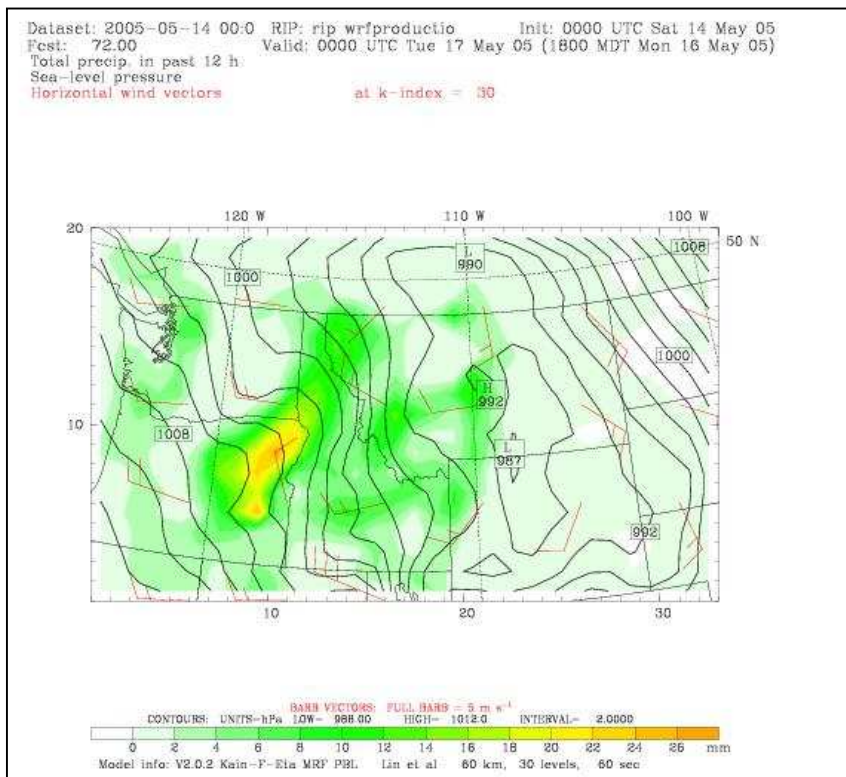 Dataset: 2005-05-14 00:0 RIP: rip wrfproductio Init: 0000 UTC Sat 14 May 05
Fcst: 72.00 Valid: 0000 UTC Tue 17 May 05 (1800 MDT Mon 16 May 05)
Total precip. in past 12 h
Sea-level pressure
Horizontal wind vectors at k-index = 30
120 W 110 W 100 W
20
50 N
L
990
1008
1000
1000
H
992
10
1008
L
987
992
10 20 30
BARB VECTORS: FULL BARS = 5 m s⁻¹
CONTOURS: UNITS=hPa LOW= 988.00 HIGH= 1012.0 INTERVAL= 2.0000
0 2 4 6 8 10 12 14 16 18 20 22 24 26 mm
Model info: V2.0.2 Kain-F-Eta MRF PBL Lin et al 60 km, 30 levels, 60 sec